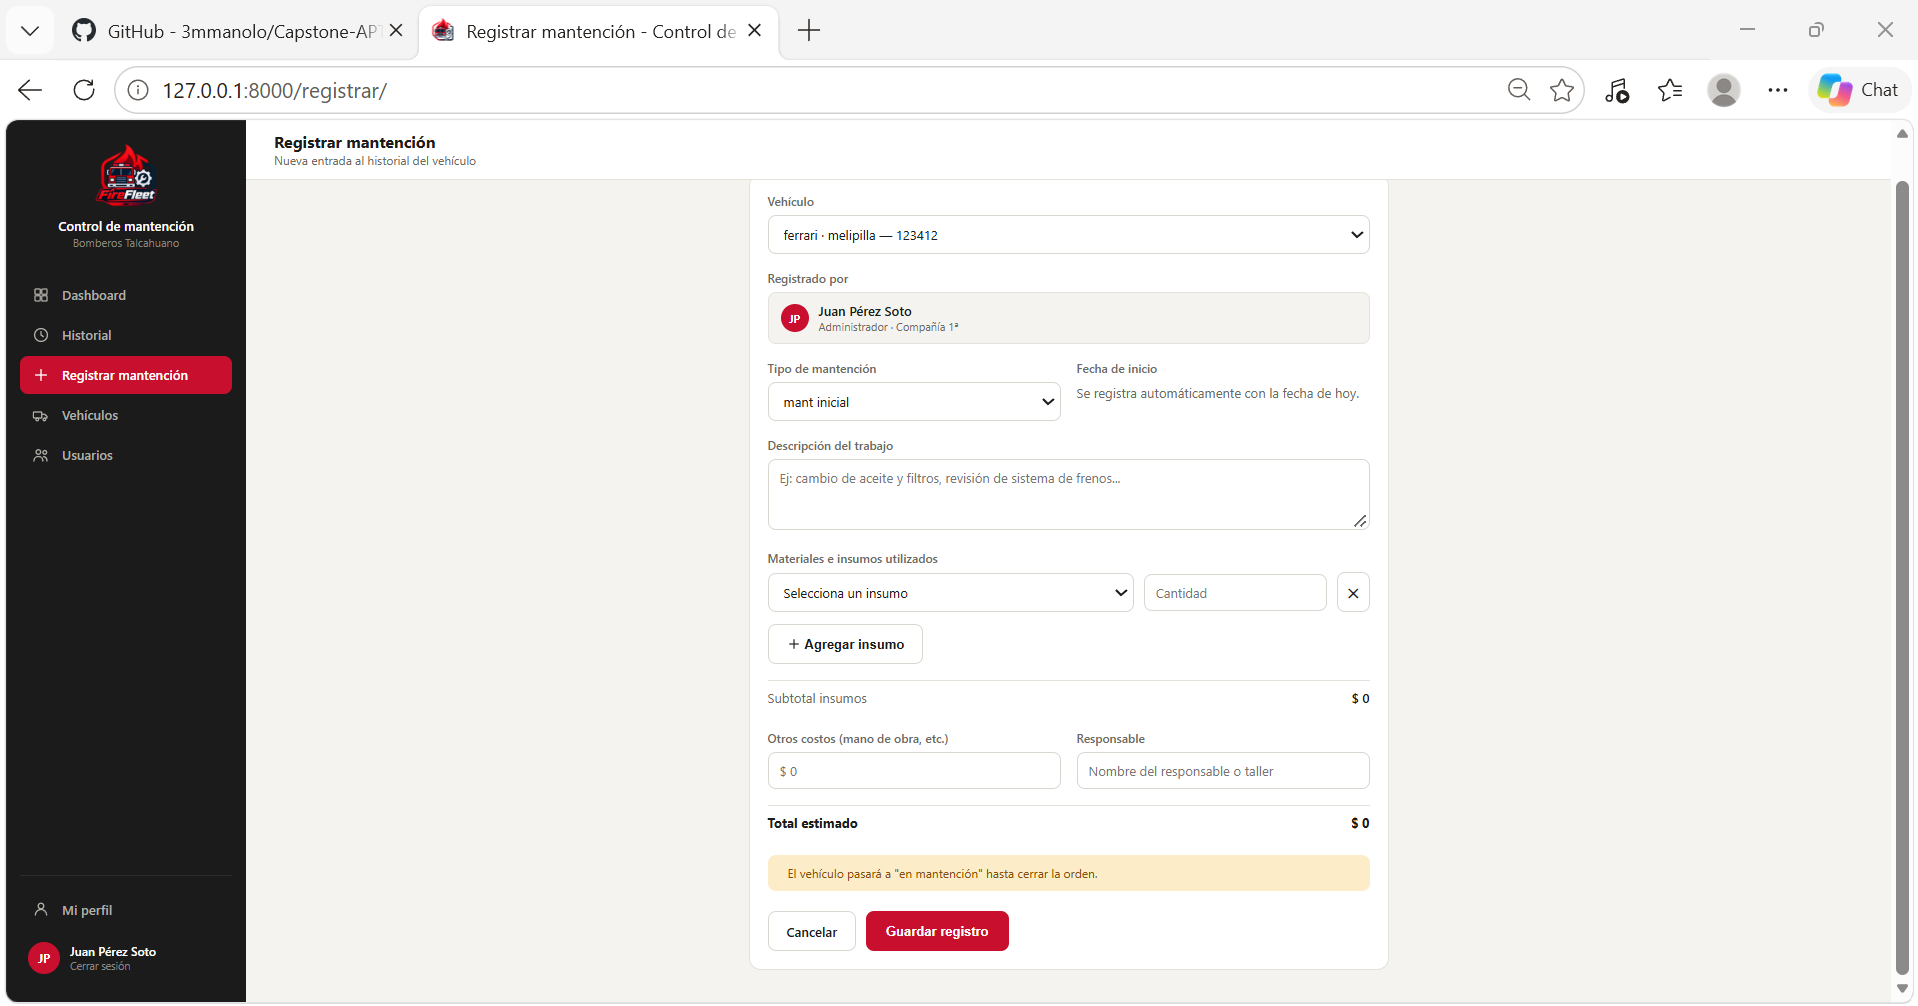 GitHub - 3mmanolo/Capstone-AP
Registrar mantención - Control de
127.0.0.1:8000/registrar/
Chat
FireFleet
Control de mantención
Bomberos Talcahuano
Dashboard
Historial
Registrar mantención
Vehículos
Usuarios
Mi perfil
JP
Juan Pérez Soto
Cerrar sesión
Registrar mantención
Nueva entrada al historial del vehículo
Vehículo
ferrari · melipilla — 123412
Registrado por
JP
Juan Pérez Soto
Administrador · Compañía 1ª
Tipo de mantención
Fecha de inicio
mant inicial
Se registra automáticamente con la fecha de hoy.
Descripción del trabajo
Ej: cambio de aceite y filtros, revisión de sistema de frenos...
Materiales e insumos utilizados
Selecciona un insumo
Cantidad
+ Agregar insumo
Subtotal insumos
$ 0
Otros costos (mano de obra, etc.)
Responsable
$ 0
Nombre del responsable o taller
Total estimado
$ 0
El vehículo pasará a "en mantención" hasta cerrar la orden.
Cancelar
Guardar registro